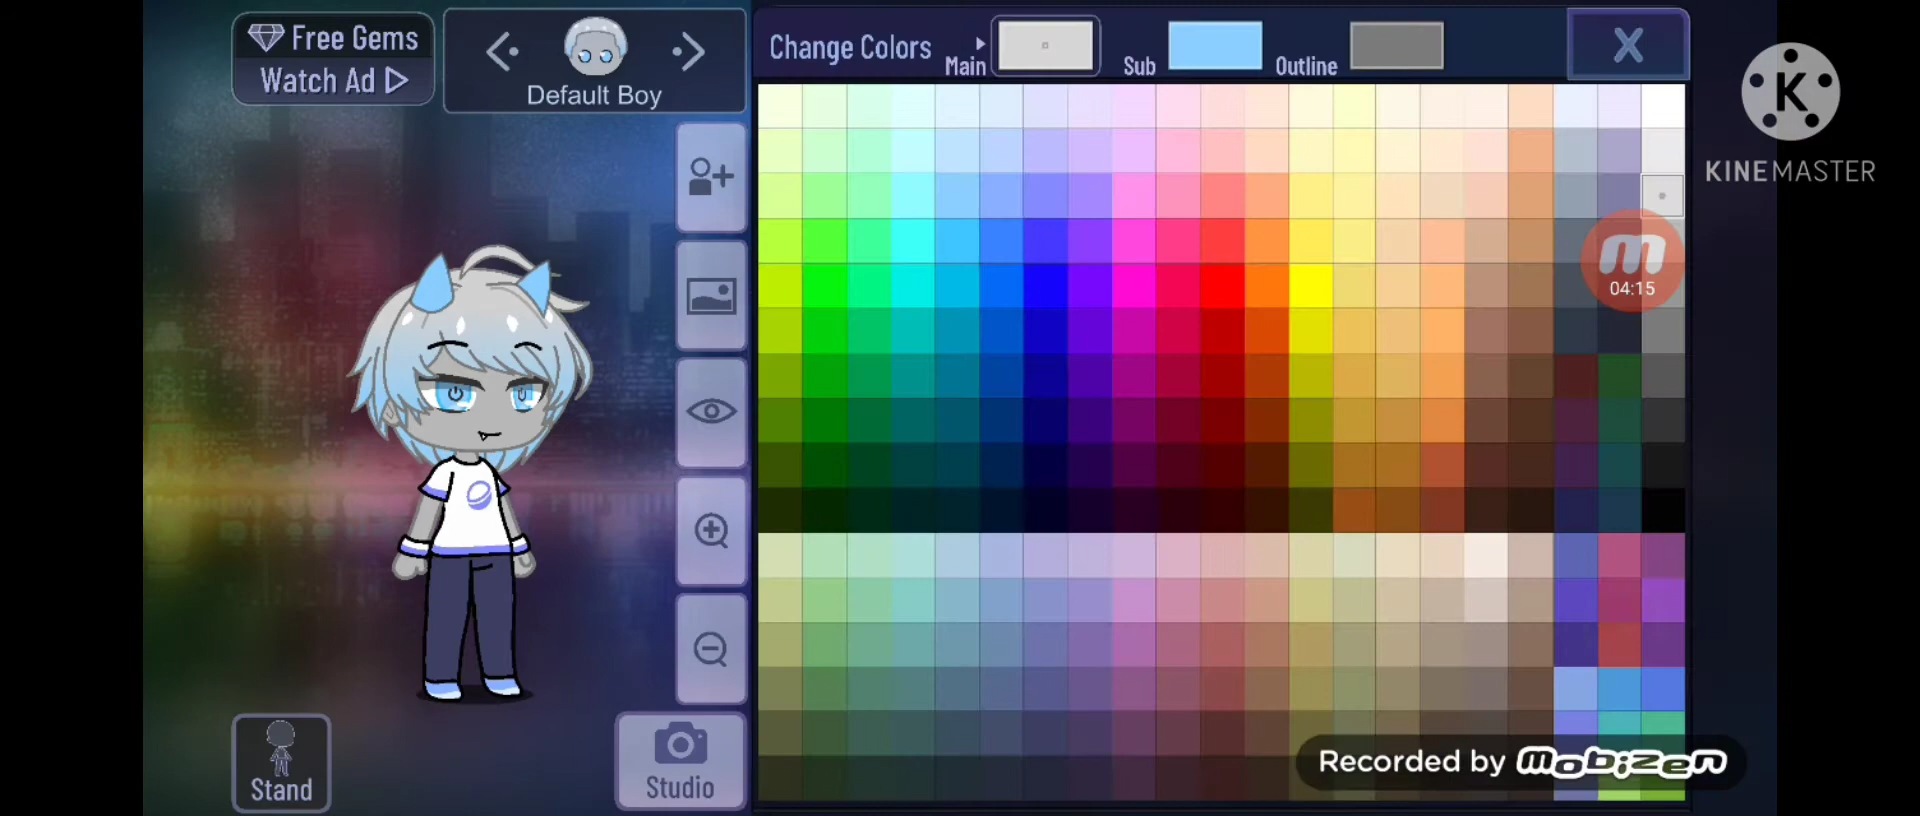 Free Gems
Watch Ad
Default Boy
Change Colors
Main
Sub
Outline
X
K
KINEMASTER
04:15
Stand
Studio
Recorded by mobizen